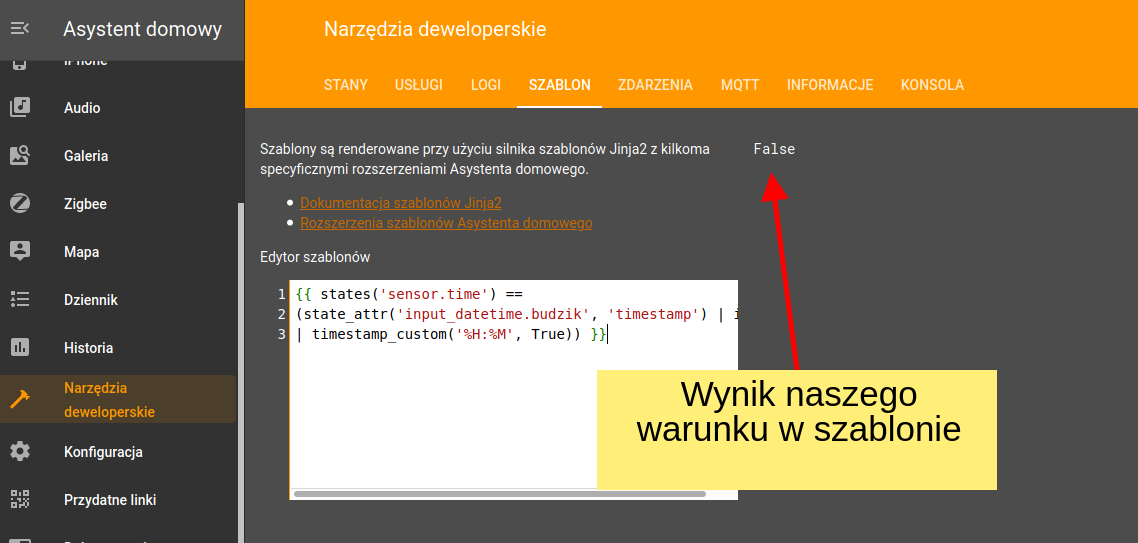 Asystent domowy
iPhone
Audio
Galeria
Zigbee
Mapa
Dziennik
Historia
Narzędzia
deweloperskie
Konfiguracja
Przydatne linki
Narzędzia deweloperskie
STANY USŁUGI LOGI SZABLON ZDARZENIA MQTT INFORMACJE KONSOLA
Szablony są renderowane przy użyciu silnika szablonów Jinja2 z kilkoma
specyficznymi rozszerzeniami Asystenta domowego.
Dokumentacja szablonów Jinja2
Rozszerzenia szablonów Asystenta domowego
Edytor szablonów
1 {{ states('sensor.time') ==
2 (state_attr('input_datetime.budzik', 'timestamp') | i
3 | timestamp_custom('%H:%M', True)) }}
False
Wynik naszego
warunku w szablonie